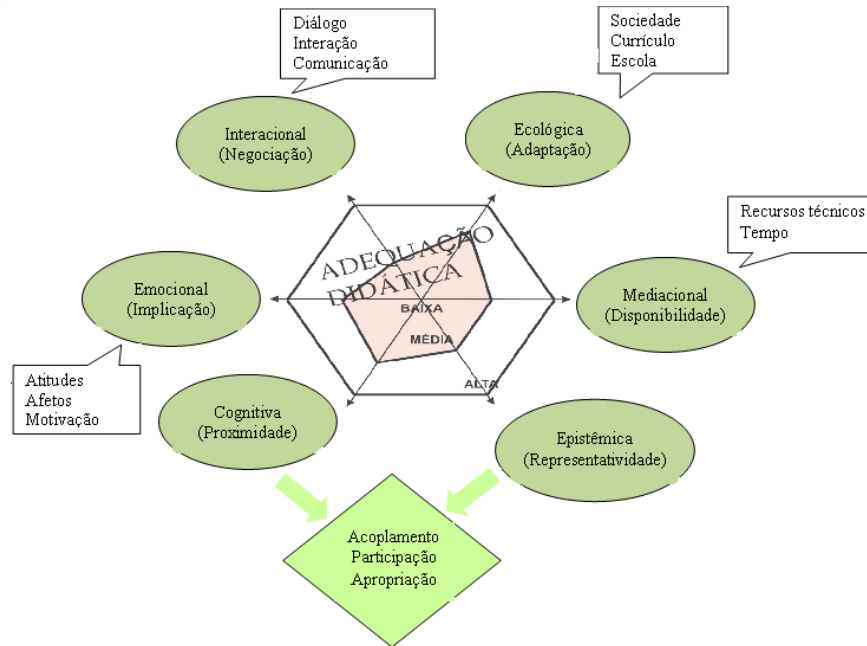 Diálogo
Interação
Comunicação
Sociedade
Currículo
Escola
Interacional
(Negociação)
Ecológica
(Adaptação)
Recursos técnicos
Tempo
ADEQUAÇÃO
DIDÁTICA
Emocional
(Implicação)
BAIXA
MÉDIA
ALTA
Mediacional
(Disponibilidade)
Atitudes
Afetos
Motivação
Cognitiva
(Proximidade)
Epistêmica
(Representatividade)
Acoplamento
Participação
Apropriação